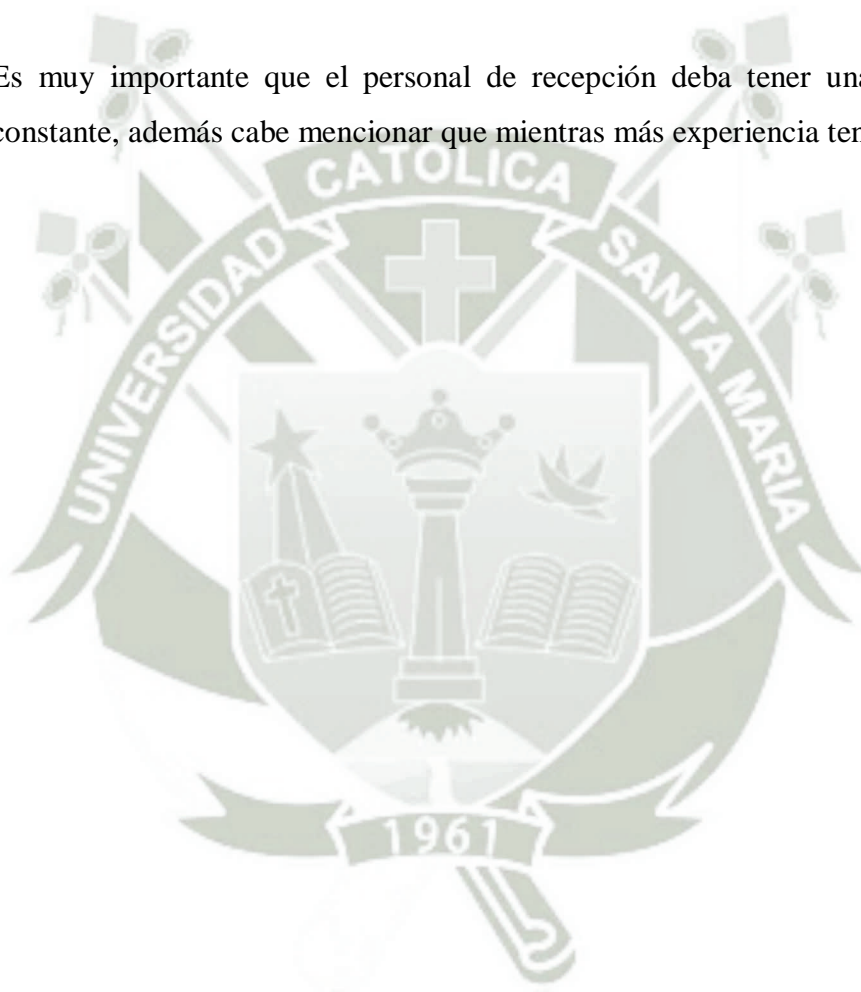 Es muy importante que el personal de recepción deba tener una
constante, además cabe mencionar que mientras más experiencia ten
CATOLICA
UNIVERSIDAD
SANTA MARIA
1961